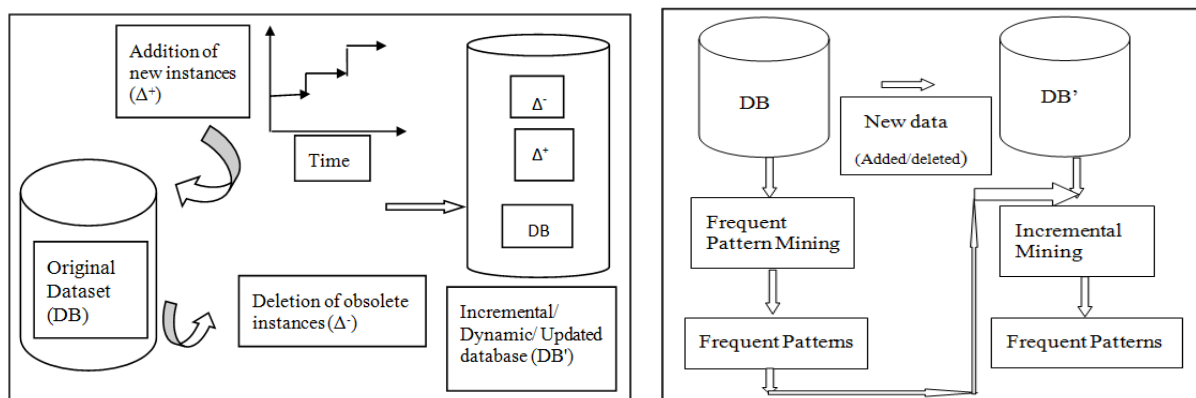 Addition of
new instances
(Δ⁺)
Time
Original
Dataset
(DB)
Deletion of obsolete
instances (Δ⁻)
Δ⁻
Δ⁺
DB
Incremental/
Dynamic/ Updated
database (DB')
DB
New data
(Added/deleted)
DB’
Frequent
Pattern Mining
Frequent Patterns
Incremental
Mining
Frequent Patterns